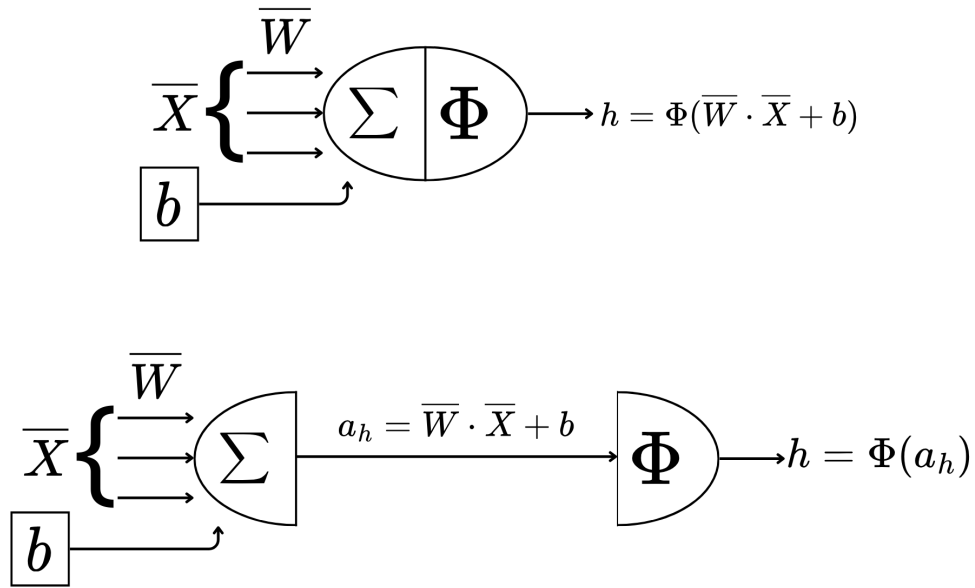 W̅
X̅ { Σ Φ h = Φ(W̅ · X̅ + b)
b
W̅
X̅ { Σ a_h = W̅ · X̅ + b Φ h = Φ(a_h)
b